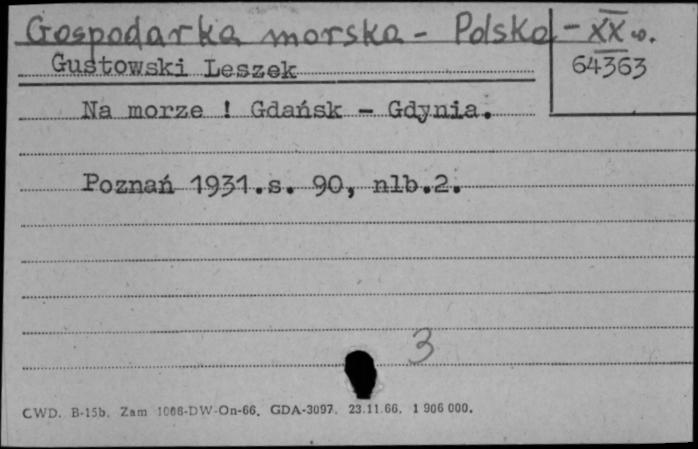 Gospodarka morska - Polska - XX w.
Gustowski Leszek
64363
Na morze ! Gdańsk - Gdynia.
Poznań 1931.s. 90, nlb.2.
3
CWD. B-15b. Zam 1068-DW-On-66. GDA-3097. 23.11.66. 1 906 000.